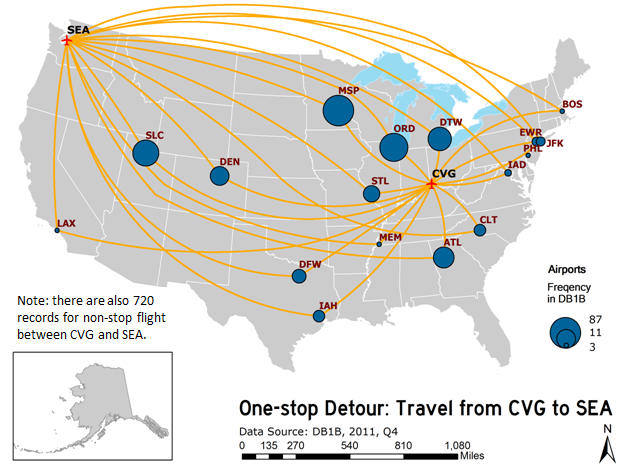 SEA
BOS
MSP
ORD
DTW
EWR
JFK
PHL
SLC
IAD
DEN
CVG
STL
LAX
CLT
MEM
ATL
DFW
IAH
Airports
Freqency
in DB1B
87
11
3
Note: there are also 720
records for non-stop flight
between CVG and SEA.
One-stop Detour: Travel from CVG to SEA
Data Source: DB1B, 2011, Q4
0 135 270 540 810 1,080
Miles
N